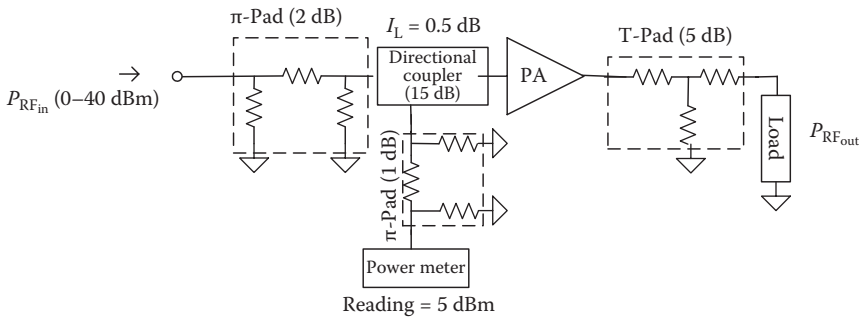 π-Pad (2 dB)
I_L = 0.5 dB
Directional
coupler
(15 dB)
PA
T-Pad (5 dB)
P_RF_in (0–40 dBm)
Load
P_RF_out
π-Pad (1 dB)
Power meter
Reading = 5 dBm